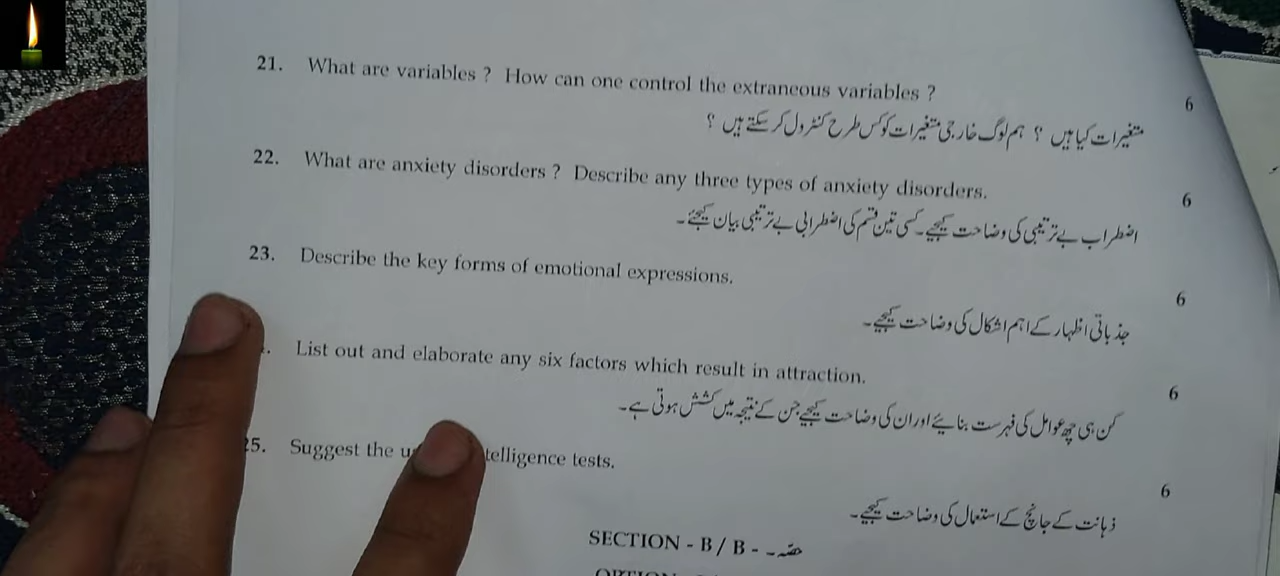 21. What are variables ? How can one control the extraneous variables ? 6
متغیرات کیا ہیں ؟ ہم لوگ خارجی متغیرات کو کس طرح کنٹرول کر سکتے ہیں ؟
22. What are anxiety disorders ? Describe any three types of anxiety disorders. 6
اضطراب بے ترتیبی کی وضاحت کیجیے۔ کسی تین قسم کی اضطرابی بے ترتیبی بیان کیجئے۔
23. Describe the key forms of emotional expressions. 6
جذباتی اظہار کے اہم اشکال کی وضاحت کیجیے۔
List out and elaborate any six factors which result in attraction. 6
کن ہی چھ عوامل کی فہرست بنائیے اور ان کی وضاحت کیجیے جن کے نتیجہ میں کشش ہوتی ہے۔
25. Suggest the telligence tests. 6
ذہانت کے جانچ کے استعمال کی وضاحت کیجیے۔
SECTION - B / B - حصّہ